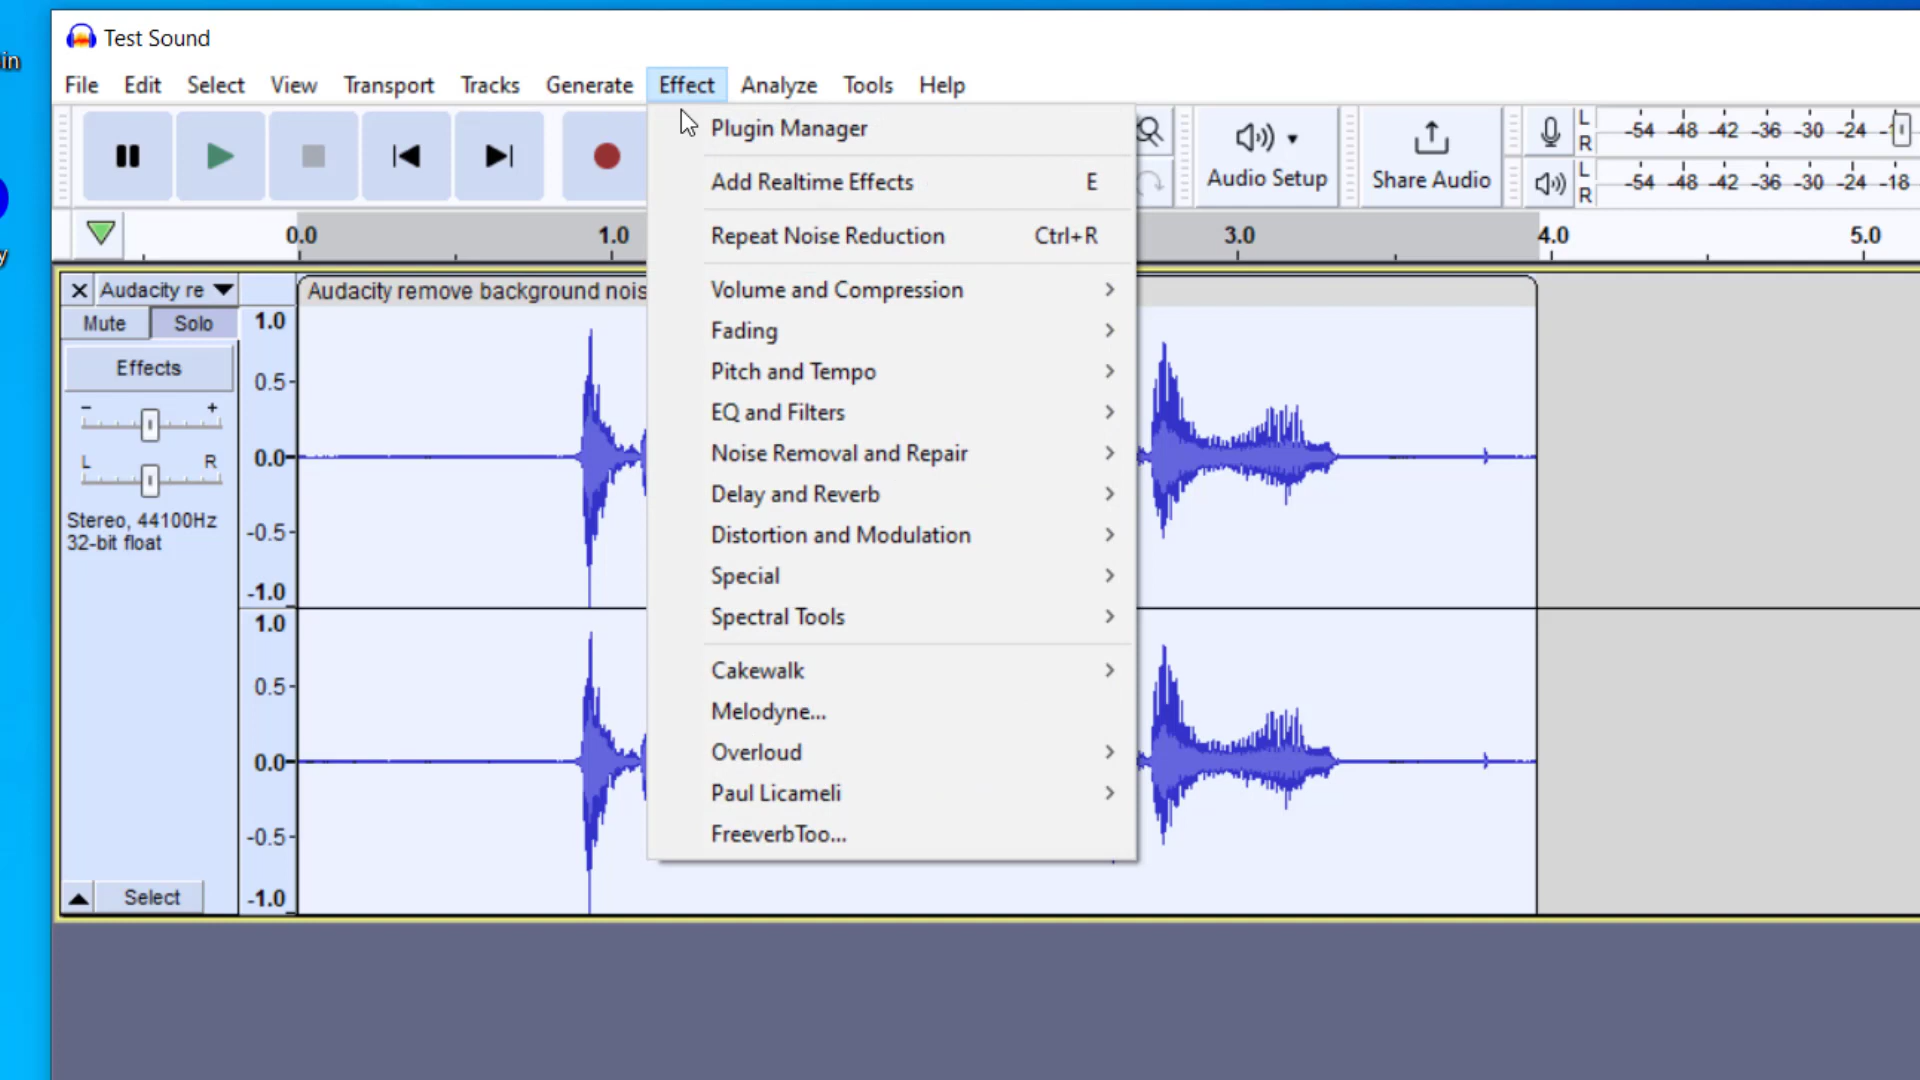 in
y
Test Sound
File Edit Select View Transport Tracks Generate Effect Analyze Tools Help
Plugin Manager
Add Realtime Effects E
Repeat Noise Reduction Ctrl+R
Volume and Compression
Fading
Pitch and Tempo
EQ and Filters
Noise Removal and Repair
Delay and Reverb
Distortion and Modulation
Special
Spectral Tools
Cakewalk
Melodyne...
Overloud
Paul Licameli
FreeverbToo...
Audio Setup
Share Audio
L
R
-54 -48 -42 -36 -30 -24
L
R
-54 -48 -42 -36 -30 -24 -18
0.0 1.0 3.0 4.0 5.0
Audacity re
Audacity remove background nois
Mute Solo
Effects
- +
L R
Stereo, 44100Hz
32-bit float
Select
1.0
0.5
0.0
-0.5
-1.0
1.0
0.5
0.0
-0.5
-1.0